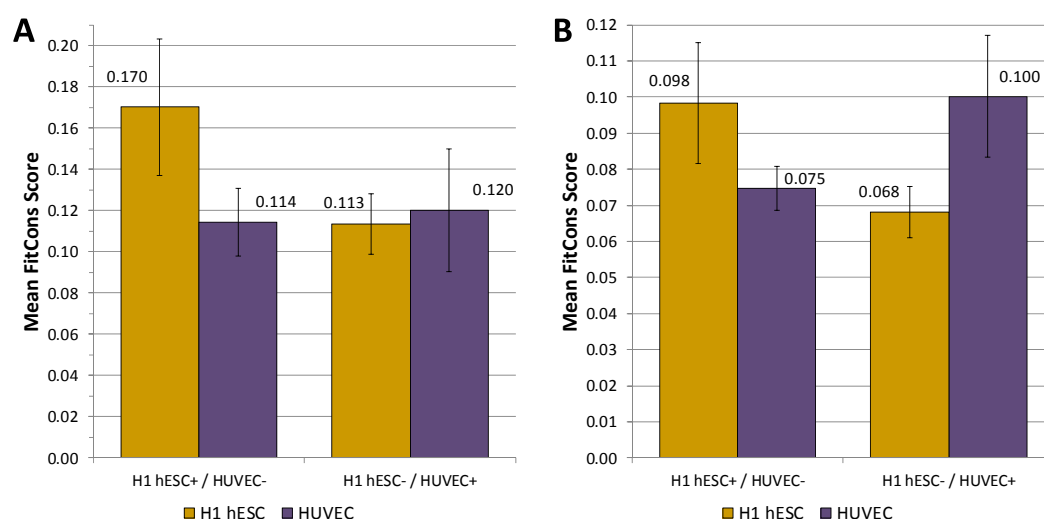 A
Mean FitCons Score
0.20
0.18
0.16
0.14
0.12
0.10
0.08
0.06
0.04
0.02
0.00
0.170
0.114
0.113
0.120
H1 hESC+ / HUVEC-
H1 hESC- / HUVEC+
H1 hESC
HUVEC
B
Mean FitCons Score
0.12
0.11
0.10
0.09
0.08
0.07
0.06
0.05
0.04
0.03
0.02
0.01
0.00
0.098
0.075
0.068
0.100
H1 hESC+ / HUVEC-
H1 hESC- / HUVEC+
H1 hESC
HUVEC